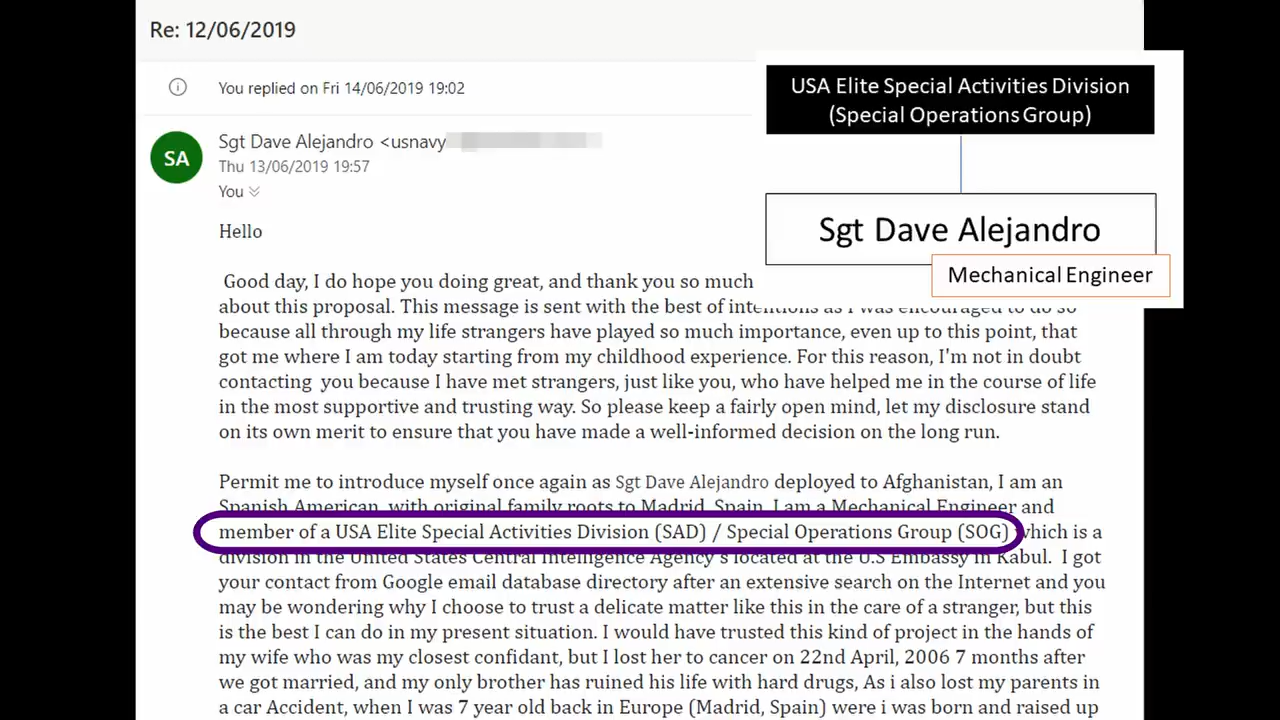 Re: 12/06/2019
You replied on Fri 14/06/2019 19:02
SA
Sgt Dave Alejandro <usnavy
Thu 13/06/2019 19:57
You
USA Elite Special Activities Division
(Special Operations Group)
Sgt Dave Alejandro
Mechanical Engineer
Hello
Good day, I do hope you doing great, and thank you so much
about this proposal. This message is sent with the best of intentions as I was encouraged to do so
because all through my life strangers have played so much importance, even up to this point, that
got me where I am today starting from my childhood experience. For this reason, I'm not in doubt
contacting you because I have met strangers, just like you, who have helped me in the course of life
in the most supportive and trusting way. So please keep a fairly open mind, let my disclosure stand
on its own merit to ensure that you have made a well-informed decision on the long run.
Permit me to introduce myself once again as Sgt Dave Alejandro deployed to Afghanistan, I am an
Spanish American, with original family roots to Madrid, Spain. I am a Mechanical Engineer and
member of a USA Elite Special Activities Division (SAD) / Special Operations Group (SOG) which is a
division in the United States Central Intelligence Agency's located at the U.S Embassy in Kabul. I got
your contact from Google email database directory after an extensive search on the Internet and you
may be wondering why I choose to trust a delicate matter like this in the care of a stranger, but this
is the best I can do in my present situation. I would have trusted this kind of project in the hands of
my wife who was my closest confidant, but I lost her to cancer on 22nd April, 2006 7 months after
we got married, and my only brother has ruined his life with hard drugs, As i also lost my parents in
a car Accident, when I was 7 year old back in Europe (Madrid, Spain) were i was born and raised up